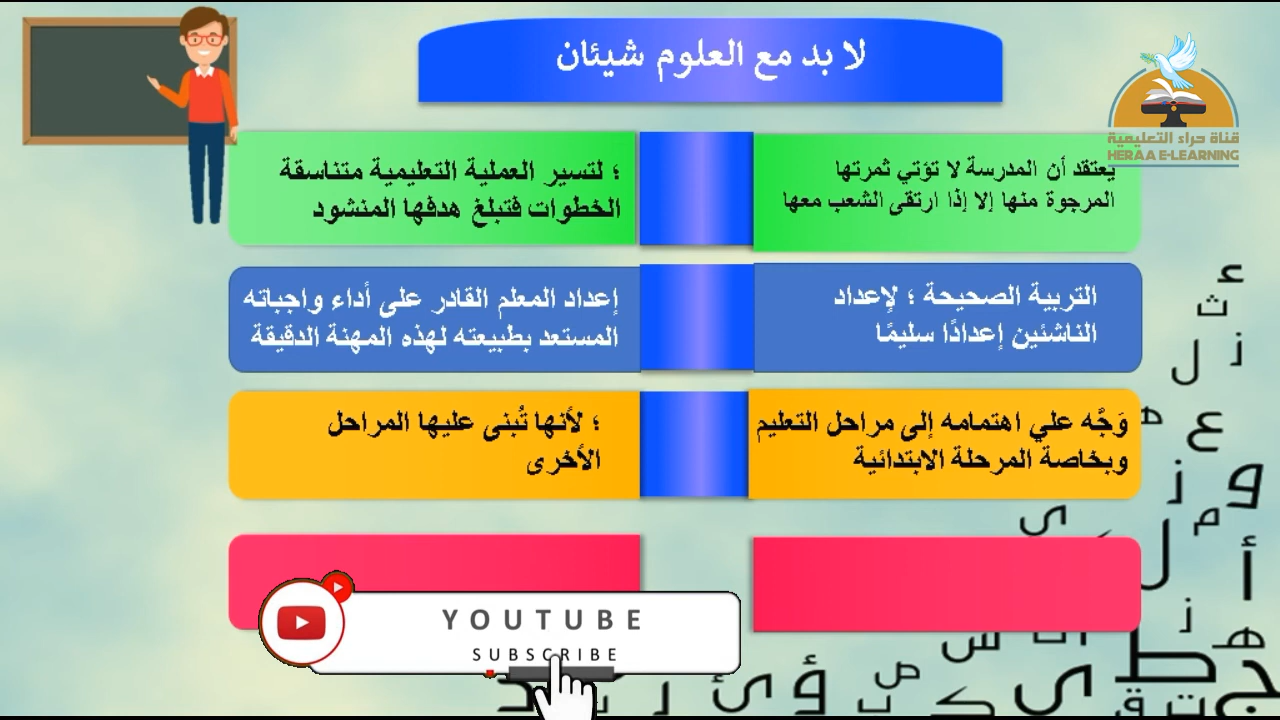 لا بد مع العلوم شيئان
قناة حراء التعليمية
HERAA E-LEARNING
يعتقد أن المدرسة لا تؤتي ثمرتها
المرجوة منها إلا إذا ارتقى الشعب معها
؛ لتسير العملية التعليمية متناسقة
الخطوات فتبلغ هدفها المنشود
التربية الصحيحة ؛ لإعداد
الناشئين إعدادًا سليمًا
إعداد المعلم القادر على أداء واجباته
المستعد بطبيعته لهذه المهنة الدقيقة
وَجَّه علي اهتمامه إلى مراحل التعليم
وبخاصة المرحلة الابتدائية
؛ لأنها تُبنى عليها المراحل
الأخرى
YOUTUBE
SUBSCRIBE